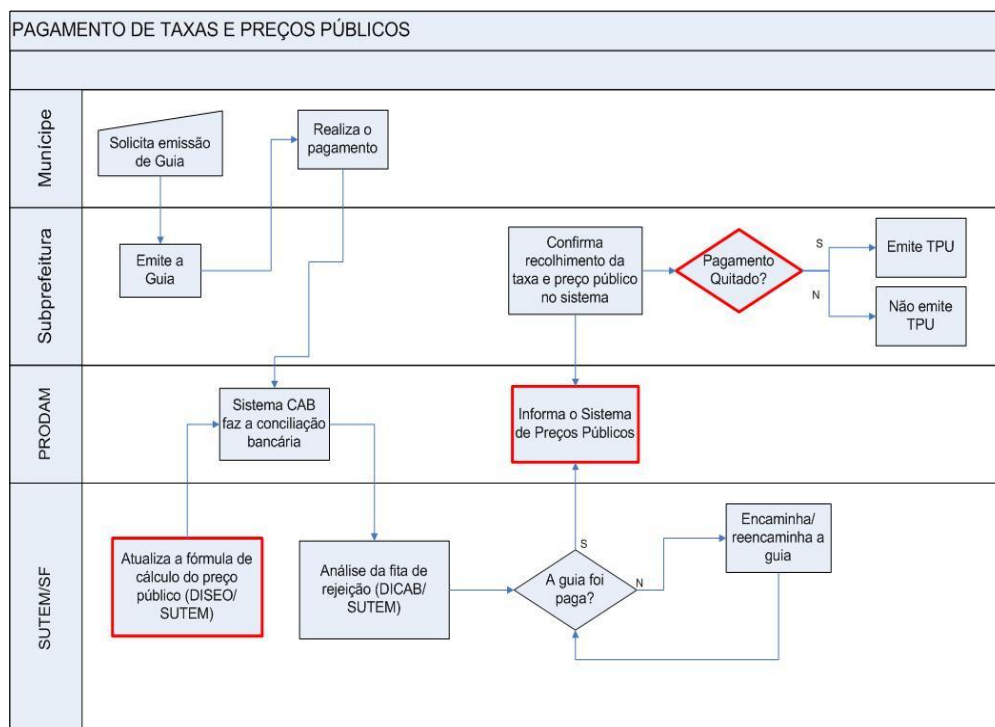 PAGAMENTO DE TAXAS E PREÇOS PÚBLICOS
Munícipe
Solicita emissão
de Guia
Realiza o
pagamento
Subprefeitura
Emite a
Guia
Confirma
recolhimento da
taxa e preço público
no sistema
Pagamento
Quitado?
S
N
Emite TPU
Não emite
TPU
PRODAM
Sistema CAB
faz a conciliação
bancária
Informa o Sistema
de Preços Públicos
SUTEM/SF
Atualiza a fórmula de
cálculo do preço
público (DISEO/
SUTEM)
Análise da fita de
rejeição (DICAB/
SUTEM)
A guia foi
paga?
S
N
Encaminha/
reencaminha a
guia